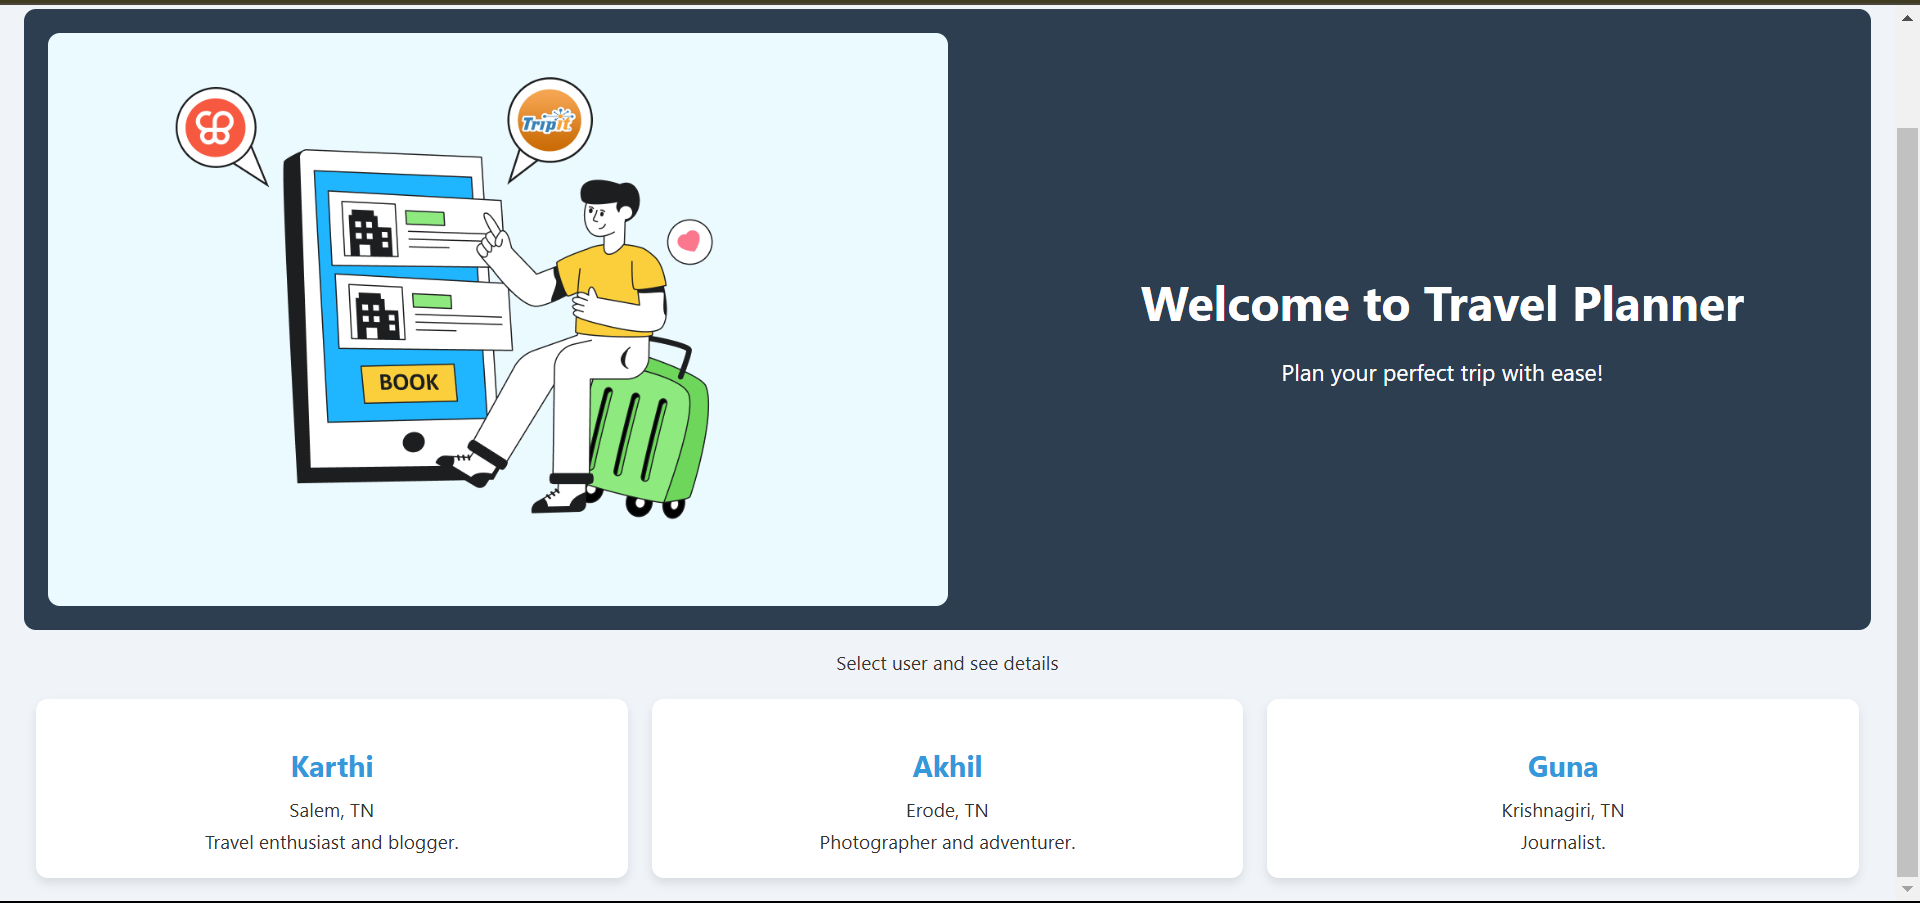 TripIt
BOOK
Welcome to Travel Planner
Plan your perfect trip with ease!
Select user and see details
Karthi
Salem, TN
Travel enthusiast and blogger.
Akhil
Erode, TN
Photographer and adventurer.
Guna
Krishnagiri, TN
Journalist.